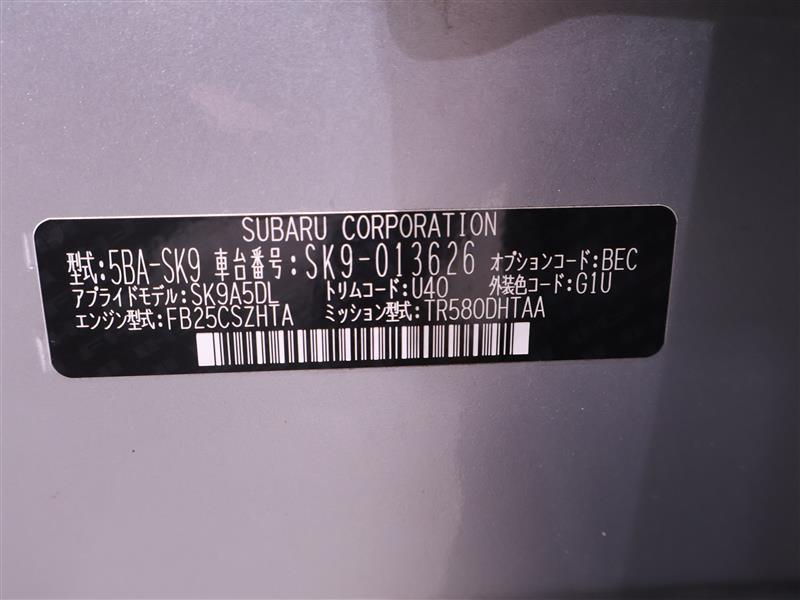 SUBARU CORPORATION
型式:5BA-SK9 車台番号:SK9-013626 オプションコード:BEC
アプライドモデル:SK9A5DL トリムコード:U40 外装色コード:G1U
エンジン型式:FB25CSZHTA ミッション型式:TR580DHTAA